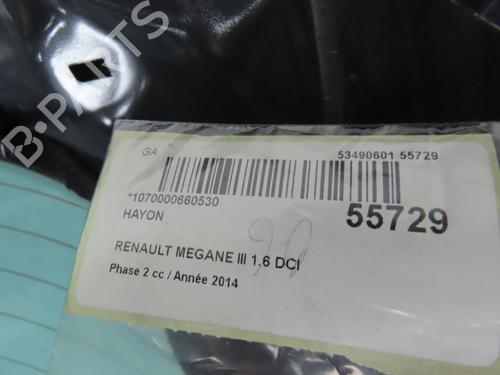 B-PARTS
GA
53490601 55729
*1070000660530
HAYON
55729
RENAULT MEGANE III 1.6 DCI
Phase 2 cc / Année 2014